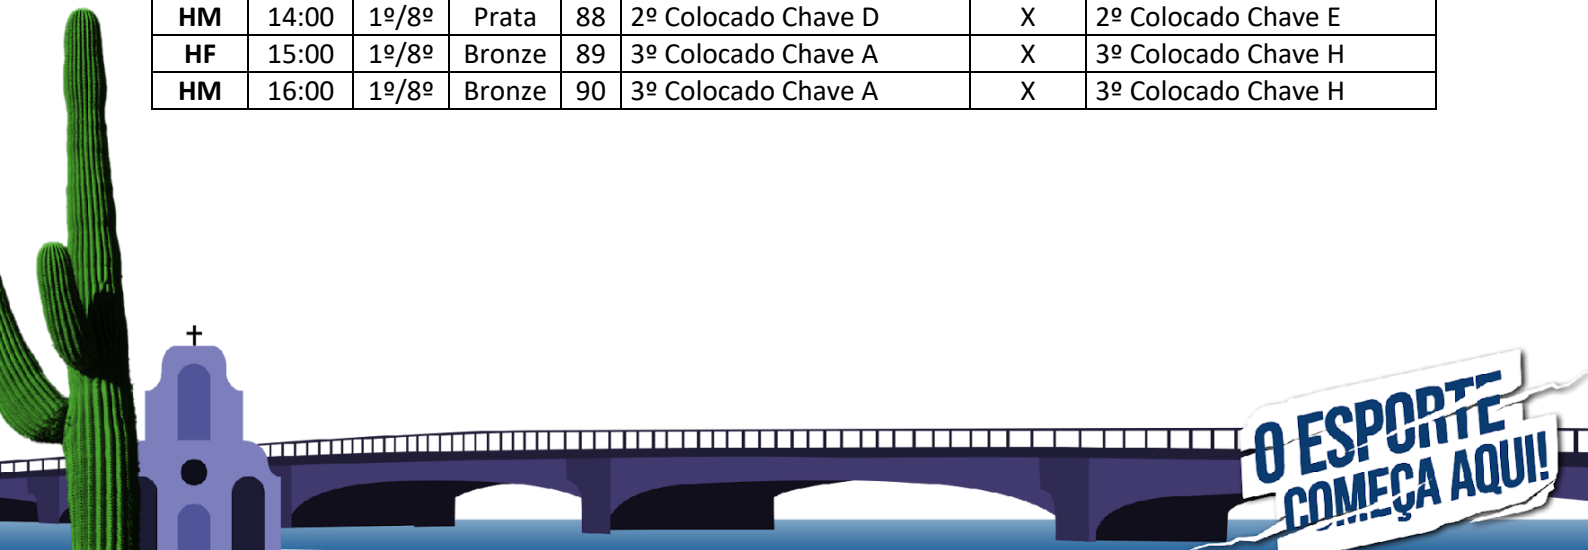 HM 14:00 1º/8º Prata 88 2º Colocado Chave D X 2º Colocado Chave E
HF 15:00 1º/8º Bronze 89 3º Colocado Chave A X 3º Colocado Chave H
HM 16:00 1º/8º Bronze 90 3º Colocado Chave A X 3º Colocado Chave H
O ESPORTE
COMEÇA AQUI!